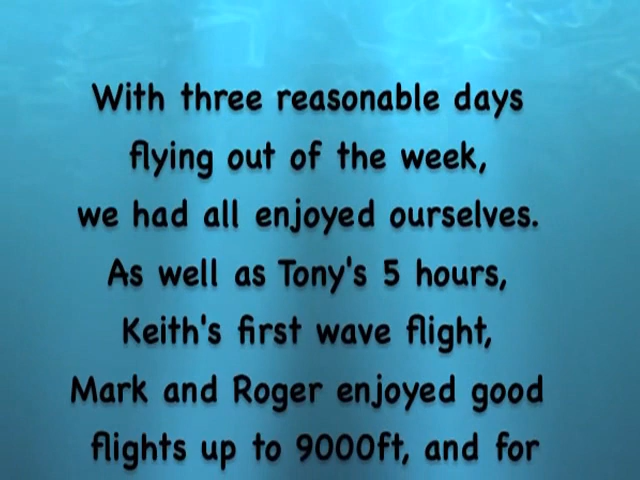 With three reasonable days
flying out of the week,
we had all enjoyed ourselves.
As well as Tony's 5 hours,
Keith's first wave flight,
Mark and Roger enjoyed good
flights up to 9000ft, and for